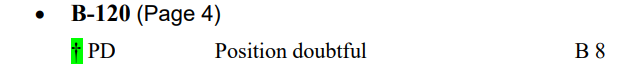 • B-120 (Page 4)
† PD Position doubtful B 8